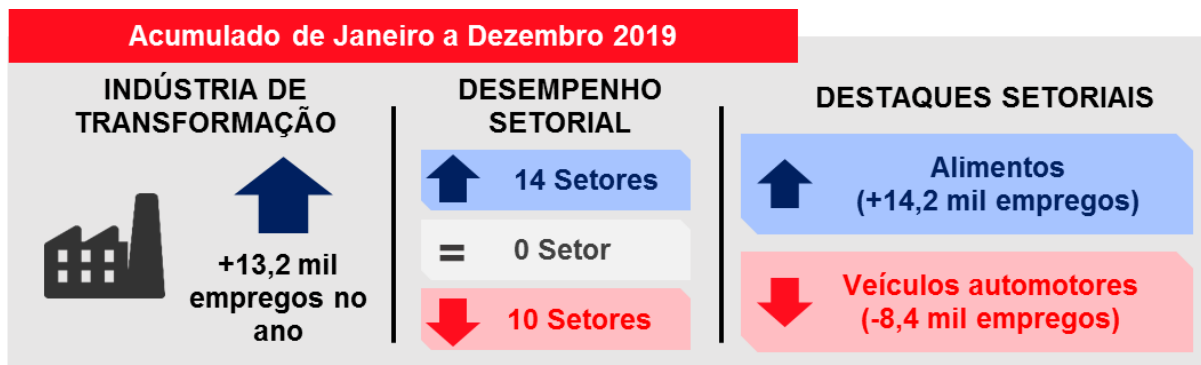 Acumulado de Janeiro a Dezembro 2019
INDÚSTRIA DE
TRANSFORMAÇÃO
+13,2 mil
empregos no
ano
DESEMPENHO
SETORIAL
14 Setores
= 0 Setor
10 Setores
DESTAQUES SETORIAIS
Alimentos
(+14,2 mil empregos)
Veículos automotores
(-8,4 mil empregos)